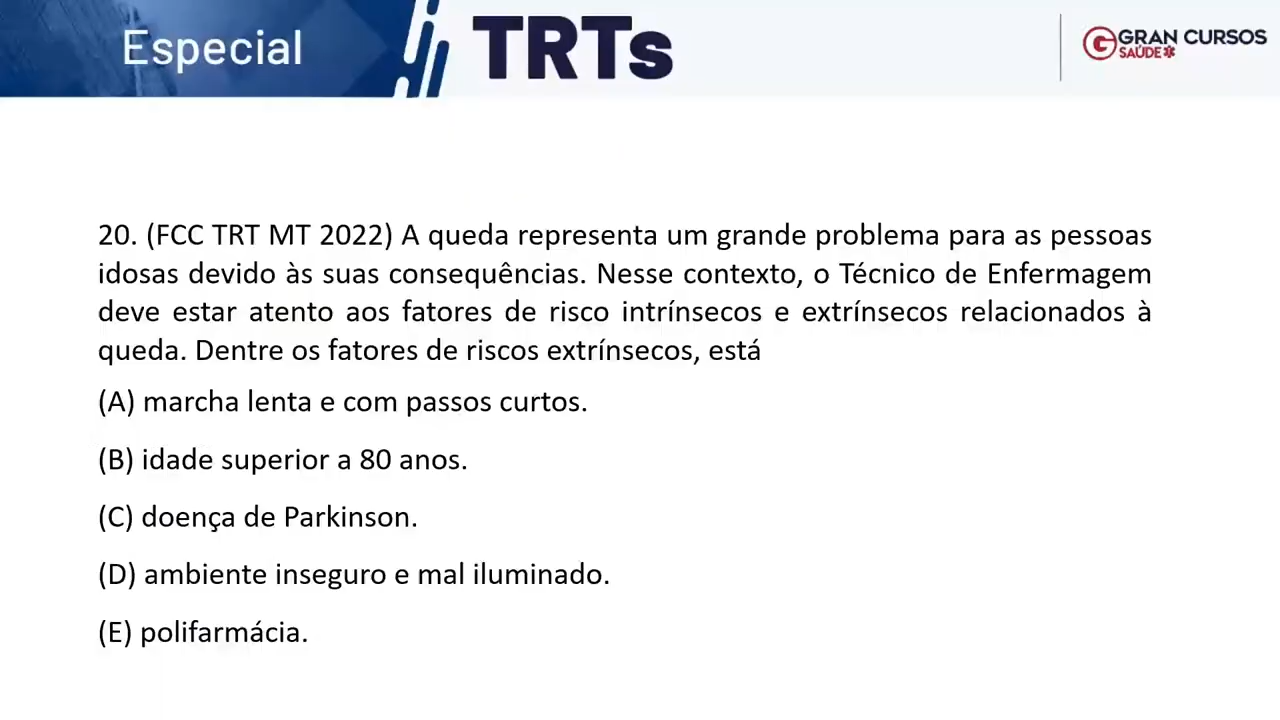 Especial
TRTs
GRAN CURSOS
SAÚDE
20. (FCC TRT MT 2022) A queda representa um grande problema para as pessoas
idosas devido às suas consequências. Nesse contexto, o Técnico de Enfermagem
deve estar atento aos fatores de risco intrínsecos e extrínsecos relacionados à
queda. Dentre os fatores de riscos extrínsecos, está
(A) marcha lenta e com passos curtos.
(B) idade superior a 80 anos.
(C) doença de Parkinson.
(D) ambiente inseguro e mal iluminado.
(E) polifarmácia.